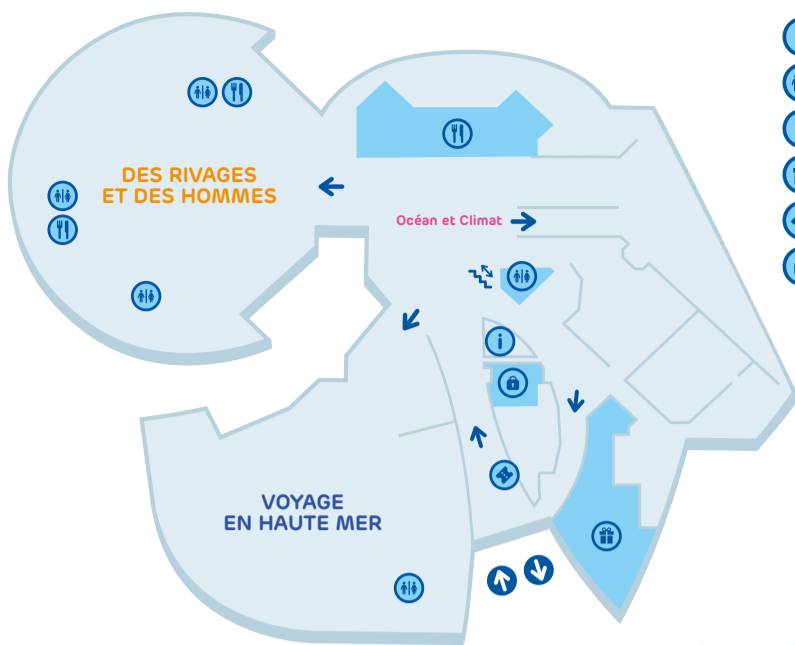 DES RIVAGES
ET DES HOMMES
Océan et Climat
i
VOYAGE
EN HAUTE MER